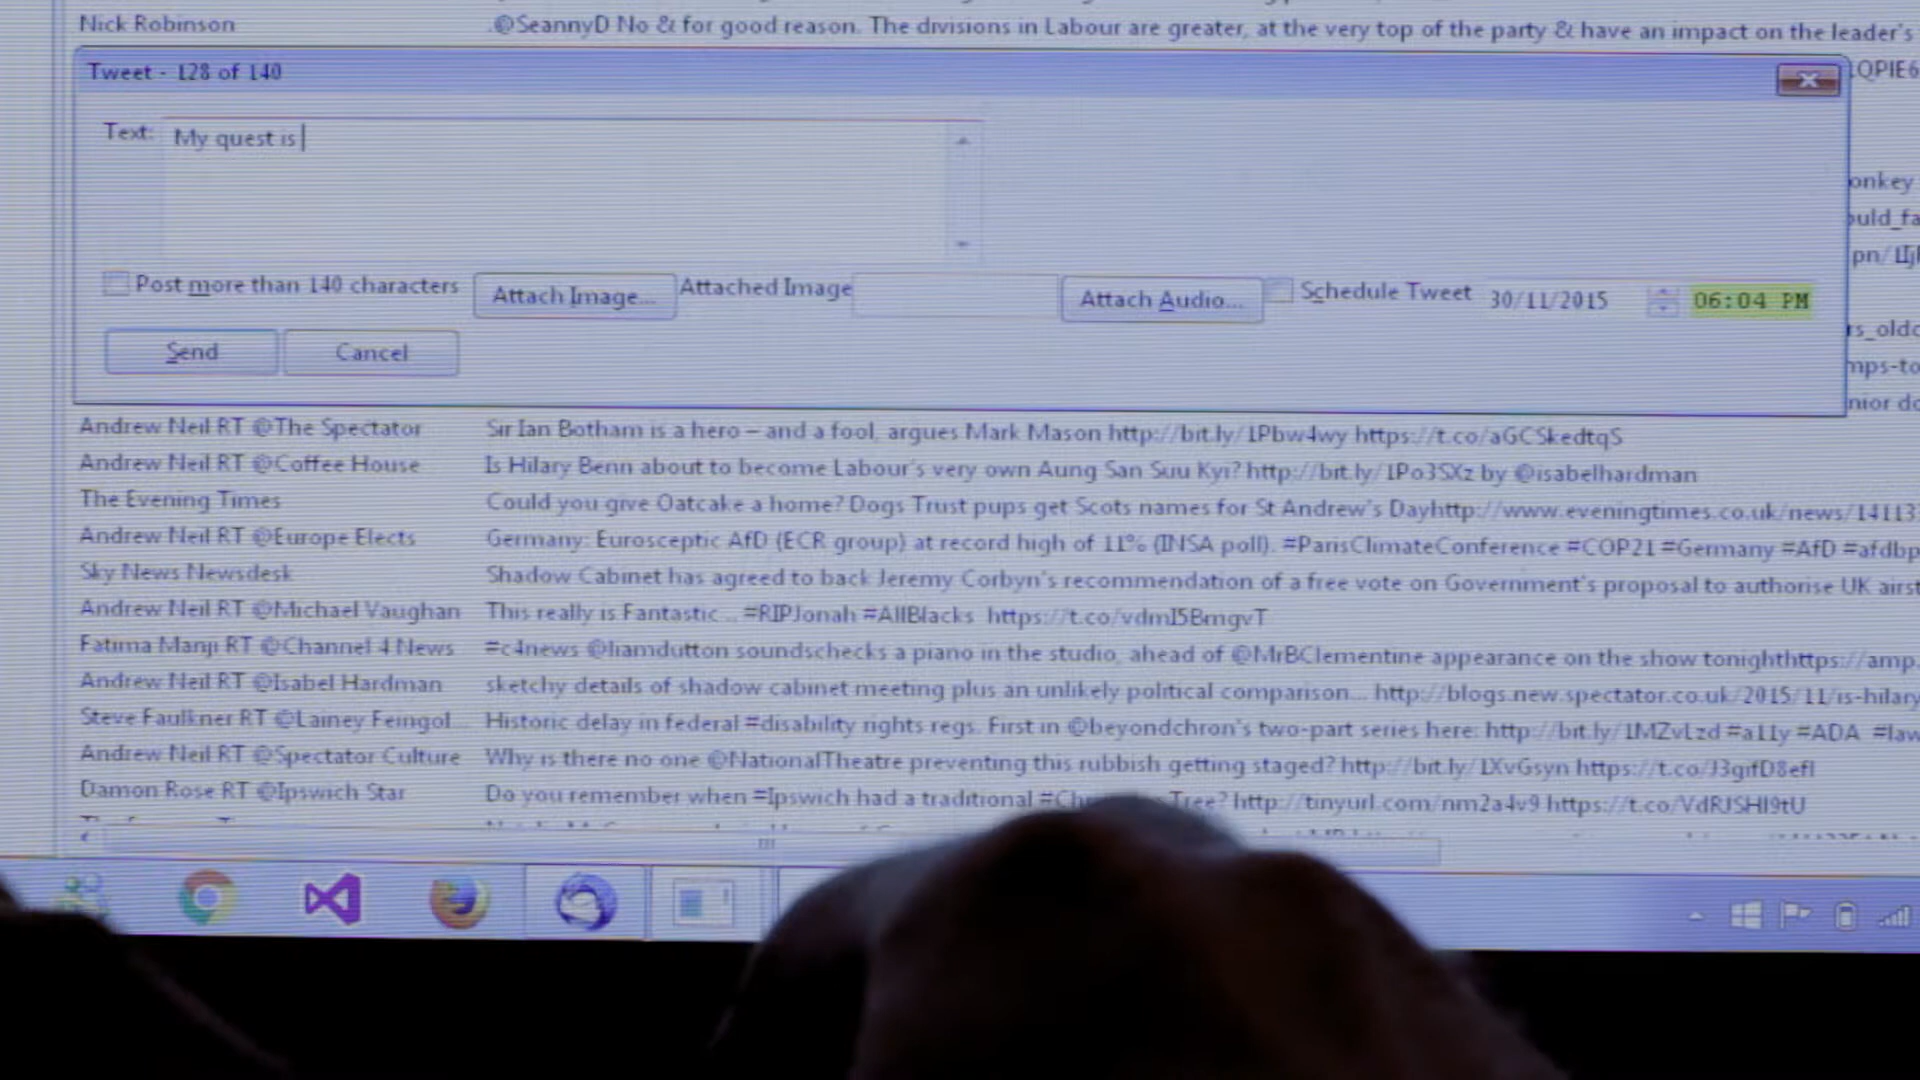 Nick Robinson .@SeannyD No & for good reason. The divisions in Labour are greater, at the very top of the party & have an impact on the leader's
Tweet - 128 of 140
QPIE6
Text: My quest is
onkey
ould_fa
pn/
Post more than 140 characters Attach Image... Attached Image Attach Audio... Schedule Tweet 30/11/2015 06:04 PM
s_oldc
Send Cancel
mps-to
nior do
Andrew Neil RT @The Spectator Sir Ian Botham is a hero – and a fool, argues Mark Mason http://bit.ly/1Pbw4wy https://t.co/aGCSkedtqS
Andrew Neil RT @Coffee House Is Hilary Benn about to become Labour's very own Aung San Suu Kyi? http://bit.ly/1Po3SXz by @isabelhardman
The Evening Times Could you give Oatcake a home? Dogs Trust pups get Scots names for St Andrew's Dayhttp://www.eveningtimes.co.uk/news/14113
Andrew Neil RT @Europe Elects Germany: Eurosceptic AfD (ECR group) at record high of 11% (INSA poll). #ParisClimateConference #COP21 #Germany #AfD #afdbp
Sky News Newsdesk Shadow Cabinet has agreed to back Jeremy Corbyn's recommendation of a free vote on Government's proposal to authorise UK airst
Andrew Neil RT @Michael Vaughan This really is Fantastic .. #RIPJonah #AllBlacks https://t.co/vdmI5BmgvT
Fatima Manji RT @Channel 4 News #c4news @liamdutton soundschecks a piano in the studio, ahead of @MrBClementine appearance on the show tonighthttps://amp.
Andrew Neil RT @Isabel Hardman sketchy details of shadow cabinet meeting plus an unlikely political comparison... http://blogs.new.spectator.co.uk/2015/11/is-hilary
Steve Faulkner RT @Lainey Feingol... Historic delay in federal #disability rights regs. First in @beyondchron's two-part series here: http://bit.ly/1MZvLzd #a11y #ADA #law
Andrew Neil RT @Spectator Culture Why is there no one @NationalTheatre preventing this rubbish getting staged? http://bit.ly/1XvGsyn https://t.co/J3gifD8efI
Damon Rose RT @Ipswich Star Do you remember when #Ipswich had a traditional Tree? http://tinyurl.com/nm2a4v9 https://t.co/VdRJSHI9tU